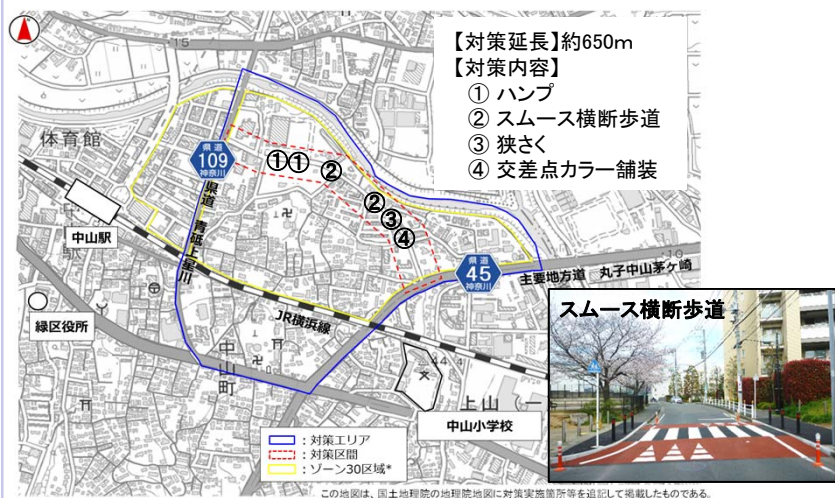 【対策延長】約650m
【対策内容】
① ハンプ
② スムース横断歩道
③ 狭さく
④ 交差点カラー舗装
15
体育館
県道
109
神奈川
①①
②
②
③
④
県道 青砥上星川
中山駅
県道
45
神奈川
10
主要地方道 丸子中山茅ヶ崎
JR横浜線
緑区役所
中山町
44.4
上山一
中山小学校
スムース横断歩道
：対策エリア
：対策区間
：ゾーン30区域*
この地図は、国土地理院の地理院地図に対策実施箇所等を追記して掲載したものである。